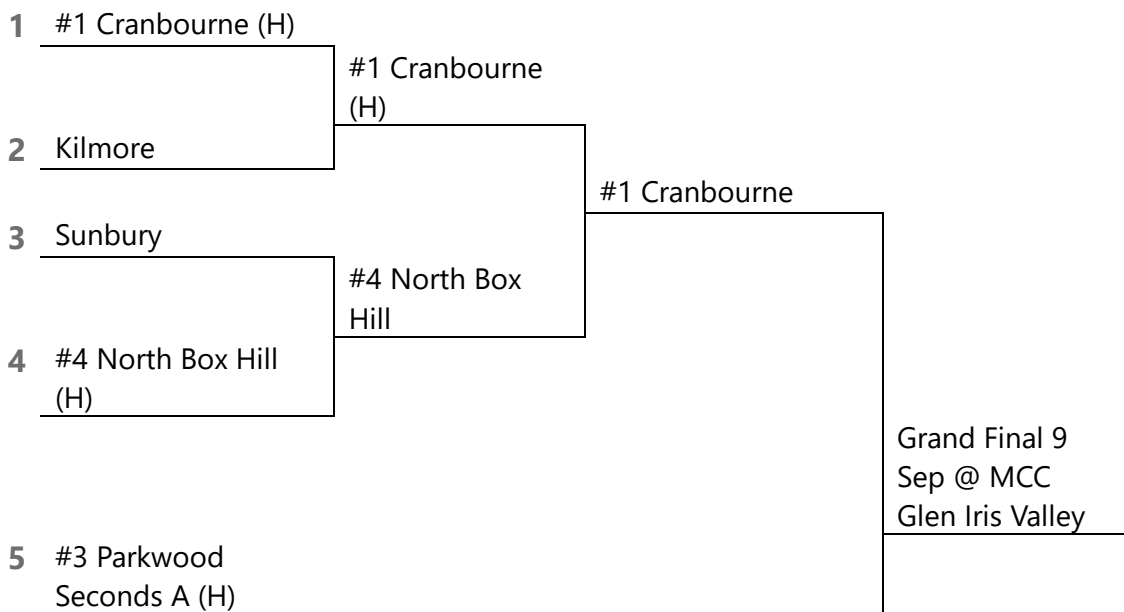 1 #1 Cranbourne (H)
#1 Cranbourne
(H)
2 Kilmore
#1 Cranbourne
3 Sunbury
#4 North Box
Hill
4 #4 North Box Hill
(H)
Grand Final 9
Sep @ MCC
Glen Iris Valley
5 #3 Parkwood
Seconds A (H)